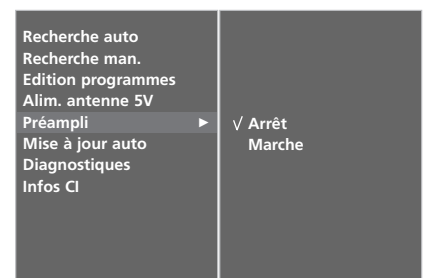 Recherche auto
Recherche man.
Edition programmes
Alim. antenne 5V
Préampli ►
√ Arrêt
Marche
Mise à jour auto
Diagnostiques
Infos CI